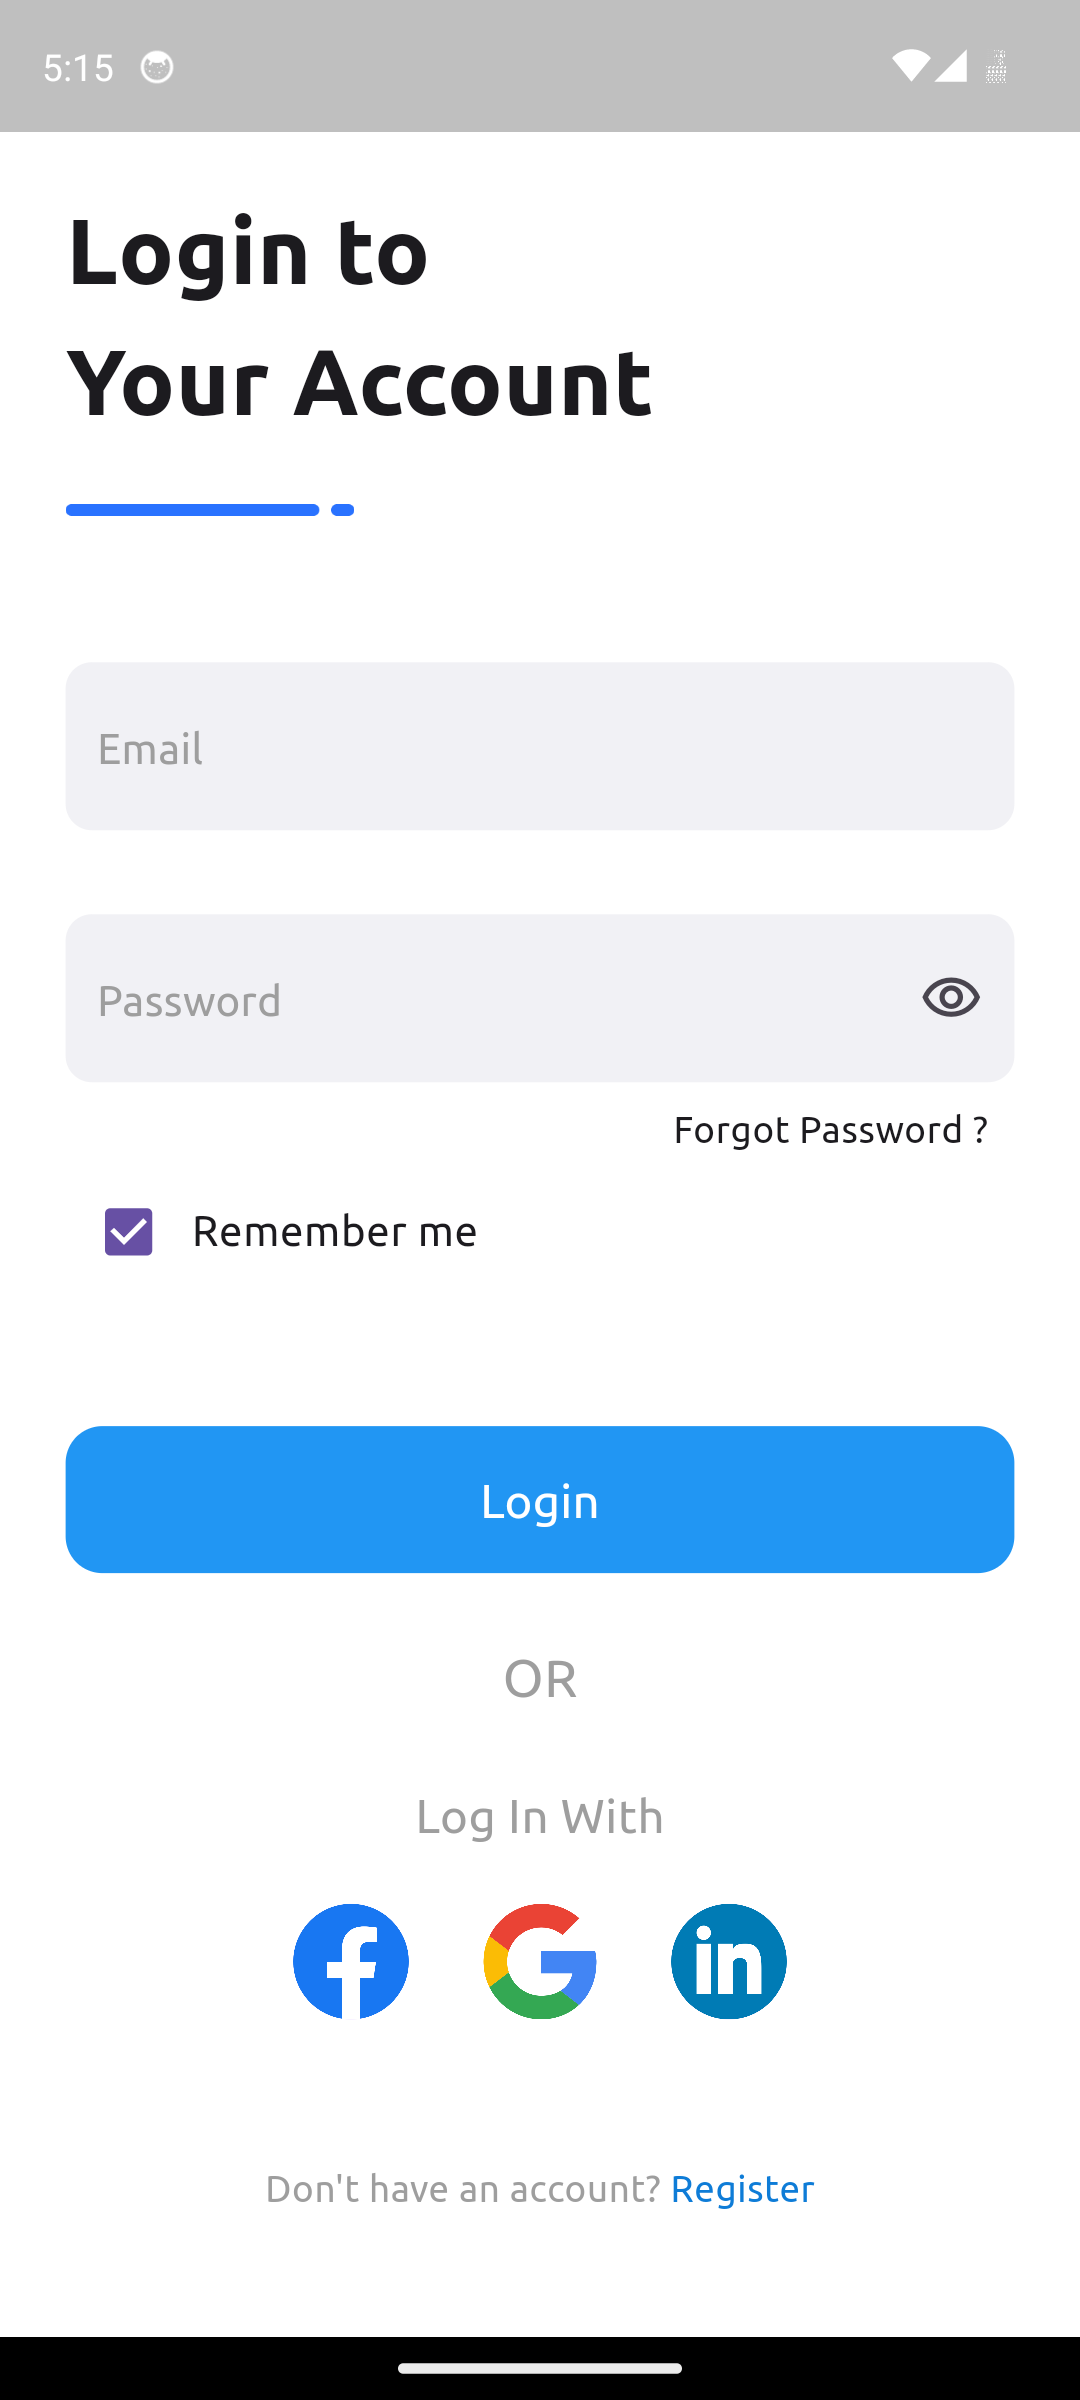 5:15
Login to
Your Account
Email
Password
Forgot Password ?
Remember me
Login
OR
Log In With
Don't have an account? Register